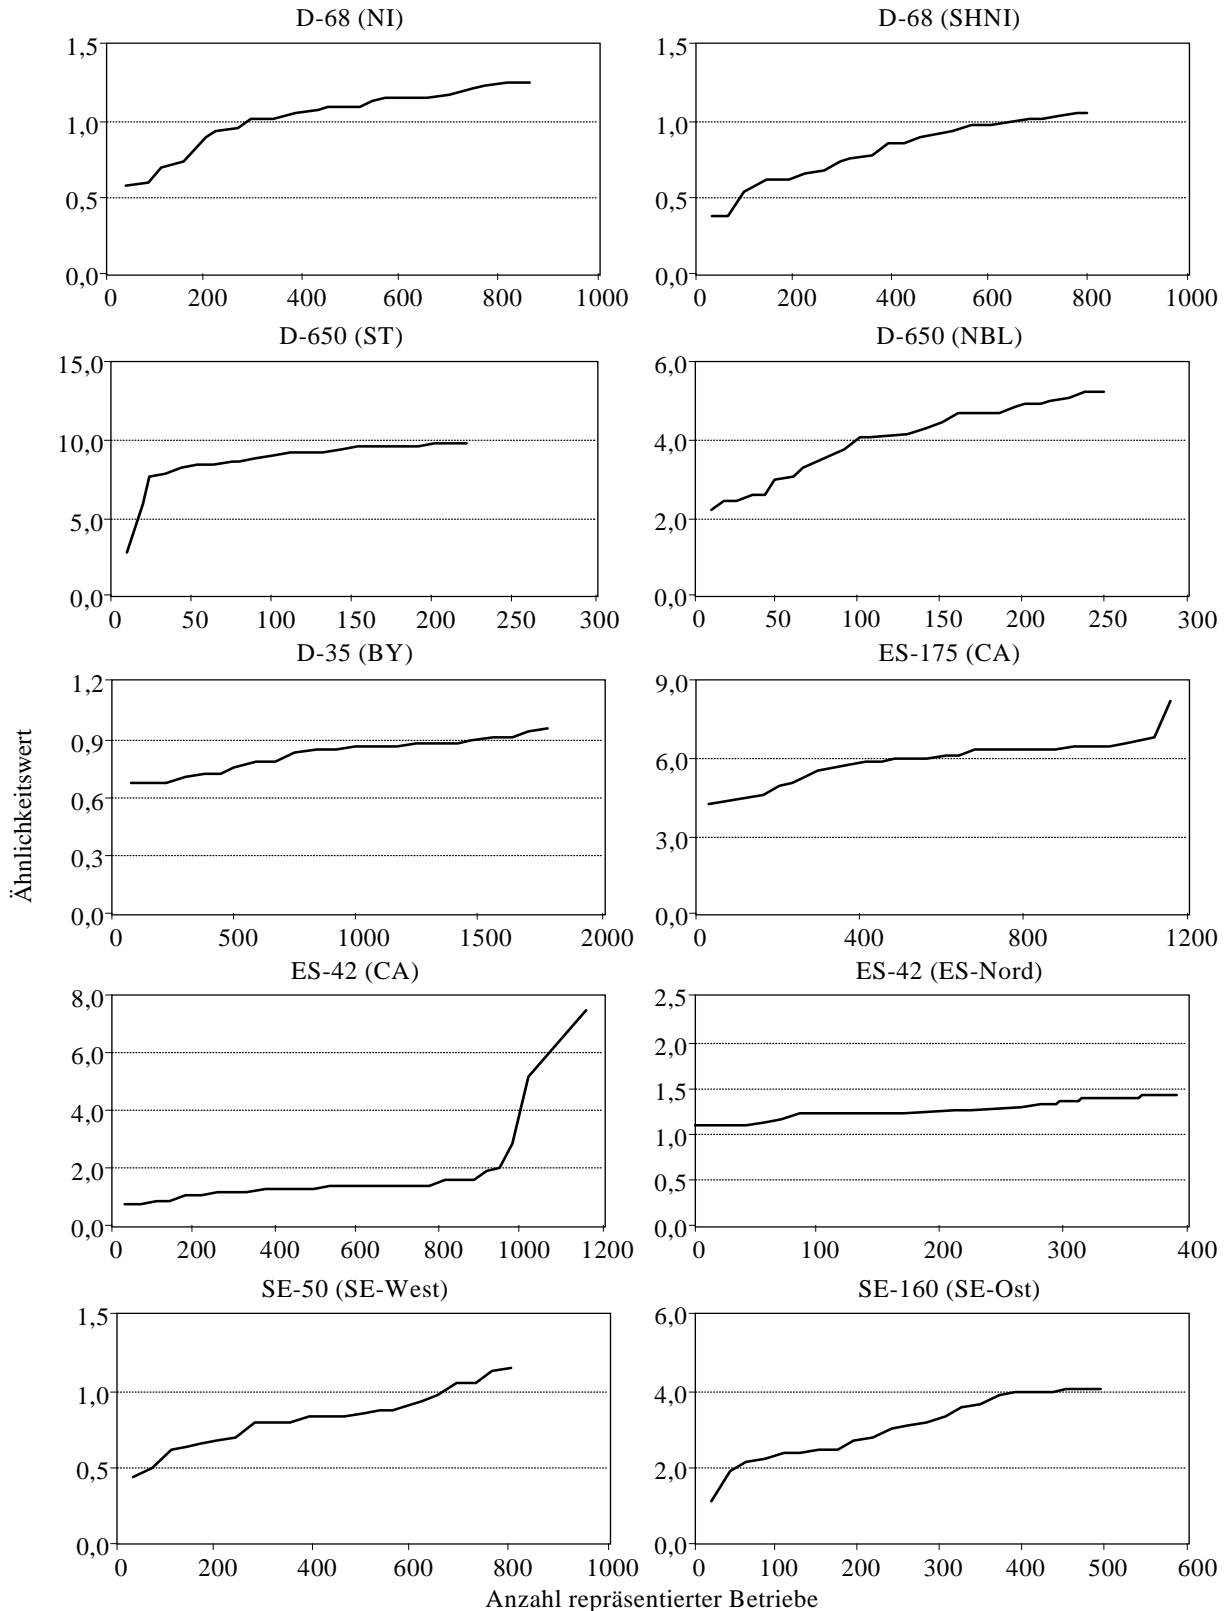 D-68 (NI)
D-68 (SHNI)
1,5
1,0
0,5
0,0
0 200 400 600 800 1000
1,5
1,0
0,5
0,0
0 200 400 600 800 1000
D-650 (ST)
D-650 (NBL)
15,0
10,0
5,0
0,0
0 50 100 150 200 250 300
6,0
4,0
2,0
0,0
0 50 100 150 200 250 300
D-35 (BY)
ES-175 (CA)
1,2
0,9
0,6
0,3
0,0
0 500 1000 1500 2000
9,0
6,0
3,0
0,0
0 400 800 1200
Ähnlichkeitswert
ES-42 (CA)
ES-42 (ES-Nord)
8,0
6,0
4,0
2,0
0,0
0 200 400 600 800 1000 1200
2,5
2,0
1,5
1,0
0,5
0,0
0 100 200 300 400
SE-50 (SE-West)
SE-160 (SE-Ost)
1,5
1,0
0,5
0,0
0 200 400 600 800 1000
6,0
4,0
2,0
0,0
0 100 200 300 400 500 600
Anzahl repräsentierter Betriebe